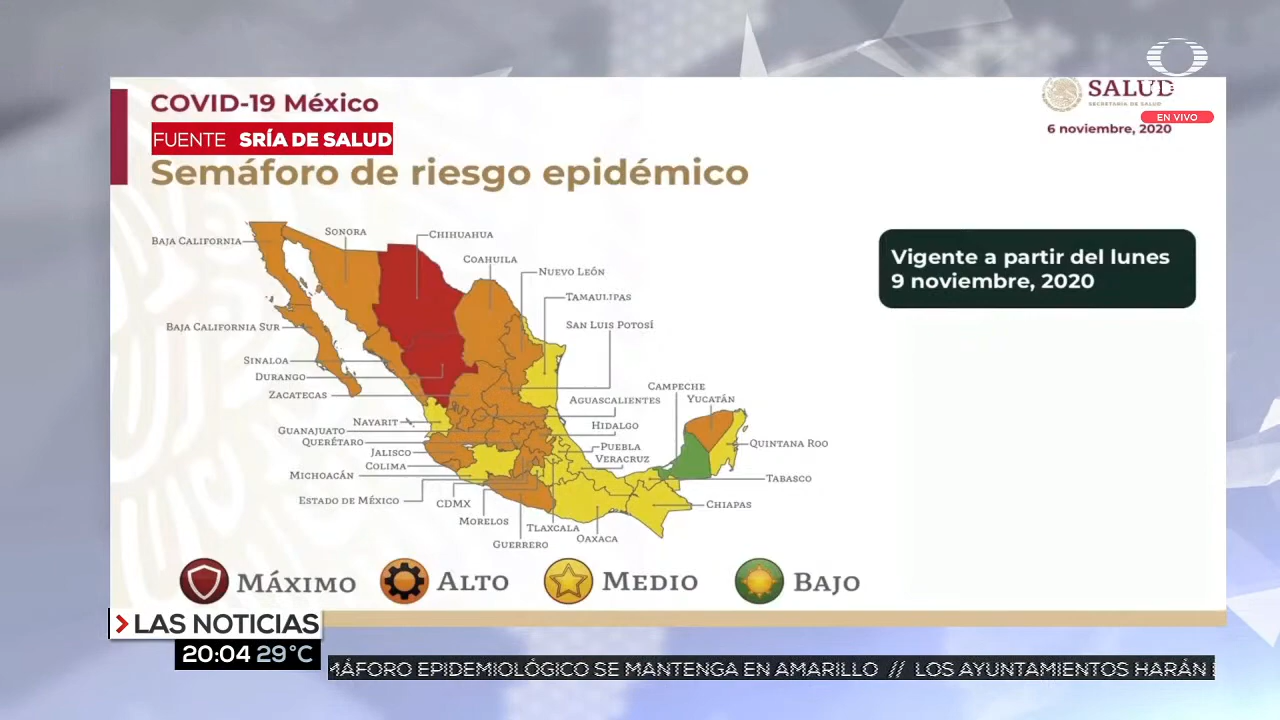 COVID-19 México
SALUD
SECRETARÍA DE SALUD
EN VIVO
6 noviembre, 2020
FUENTE SRÍA DE SALUD
Semáforo de riesgo epidémico
Vigente a partir del lunes
9 noviembre, 2020
BAJA CALIFORNIA
SONORA
CHIHUAHUA
COAHUILA
NUEVO LEÓN
TAMAULIPAS
SAN LUIS POTOSÍ
BAJA CALIFORNIA SUR
SINALOA
DURANGO
ZACATECAS
CAMPECHE
YUCATÁN
AGUASCALIENTES
NAYARIT
HIDALGO
GUANAJUATO
QUERÉTARO
QUINTANA ROO
PUEBLA
JALISCO
VERACRUZ
COLIMA
MICHOACÁN
TABASCO
ESTADO DE MÉXICO
CDMX
CHIAPAS
MORELOS
TLAXCALA
OAXACA
GUERRERO
MÁXIMO
ALTO
MEDIO
BAJO
LAS NOTICIAS
20:04 29°C
MÁFORO EPIDEMIOLÓGICO SE MANTENGA EN AMARILLO // LOS AYUNTAMIENTOS HARÁN